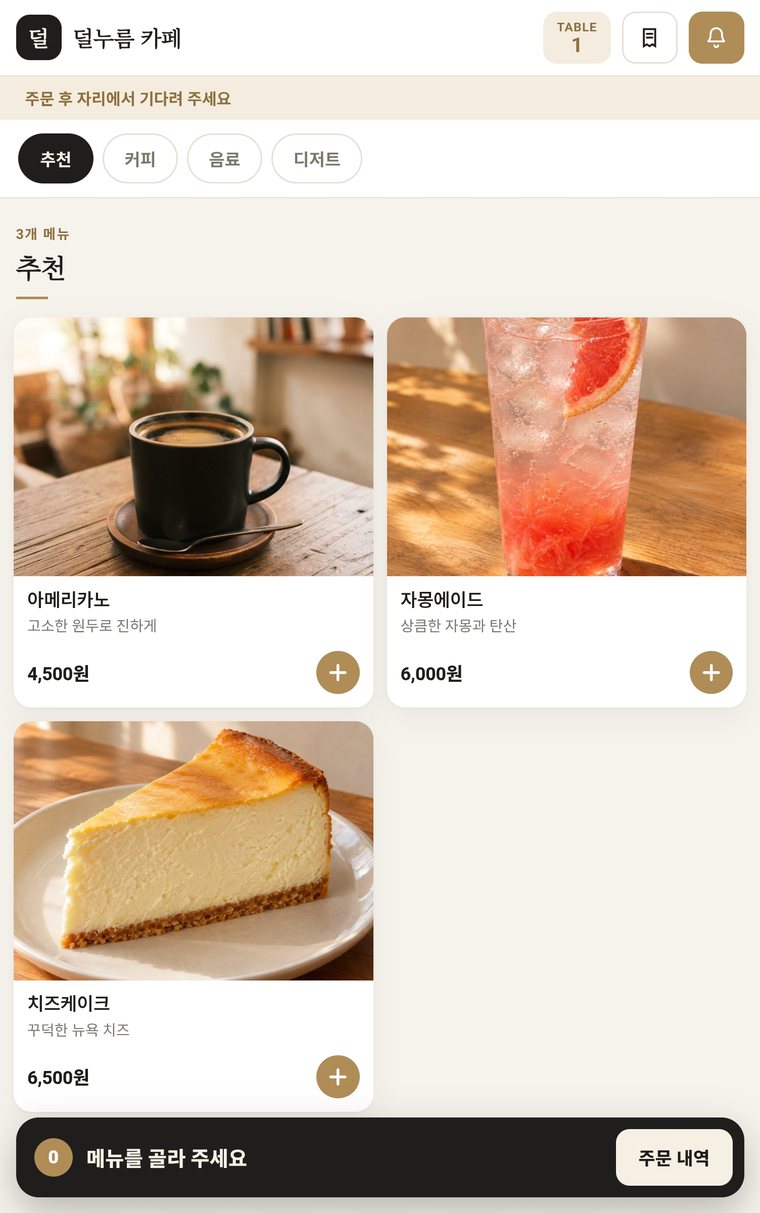 덜
덜누름 카페
TABLE
1
주문 후 자리에서 기다려 주세요
추천
커피
음료
디저트
3개 메뉴
추천
아메리카노
고소한 원두로 진하게
4,500원
자몽에이드
상큼한 자몽과 탄산
6,000원
치즈케이크
꾸덕한 뉴욕 치즈
6,500원
0
메뉴를 골라 주세요
주문 내역